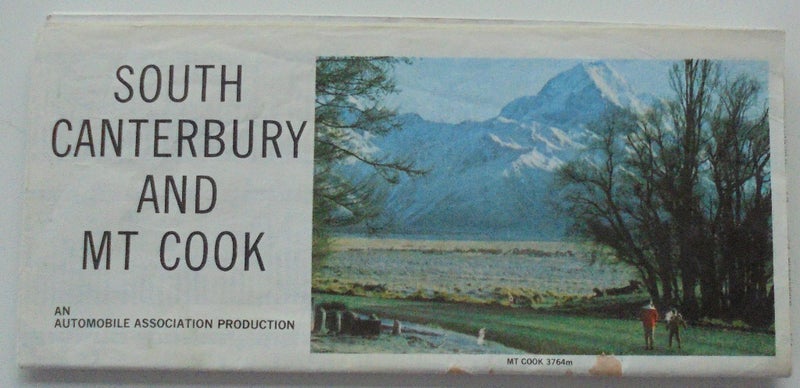 SOUTH
CANTERBURY
AND
MT COOK
AN
AUTOMOBILE ASSOCIATION PRODUCTION
MT COOK 3764m